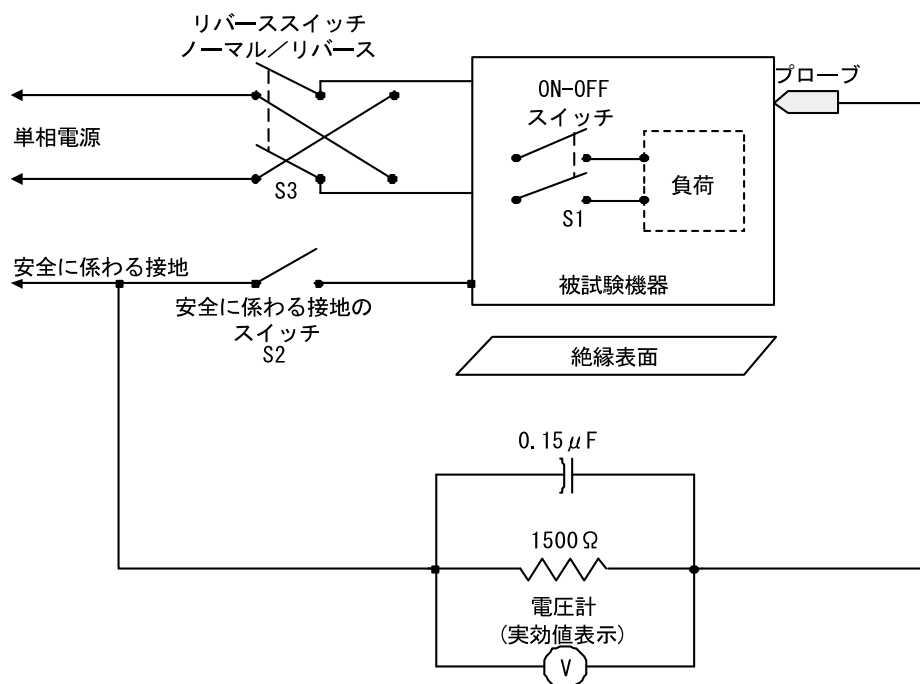 リバーススイッチ
ノーマル／リバース
プローブ
ON-OFF
スイッチ
単相電源
負荷
S3
S1
安全に係わる接地
被試験機器
安全に係わる接地の
スイッチ
S2
絶縁表面
0.15μF
1500Ω
電圧計
(実効値表示)
V